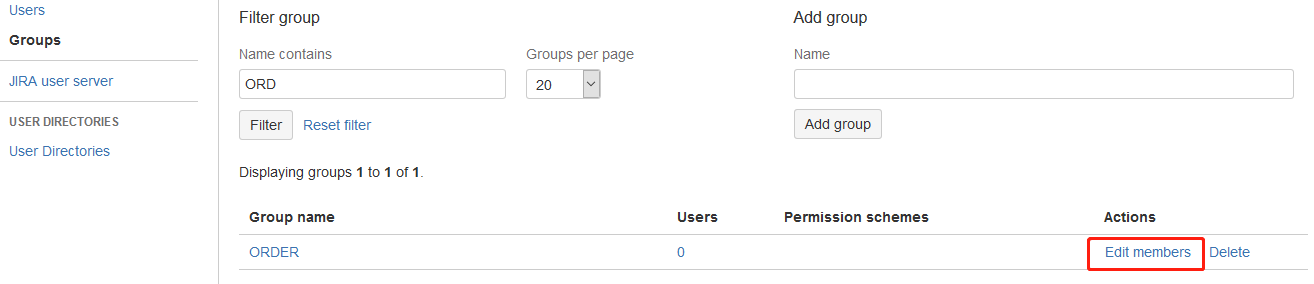 Users
Groups
JIRA user server
USER DIRECTORIES
User Directories
Filter group
Name contains
Groups per page
ORD
20
Filter
Reset filter
Add group
Name
Add group
Displaying groups 1 to 1 of 1.
Group name Users Permission schemes Actions
ORDER 0 Edit members Delete